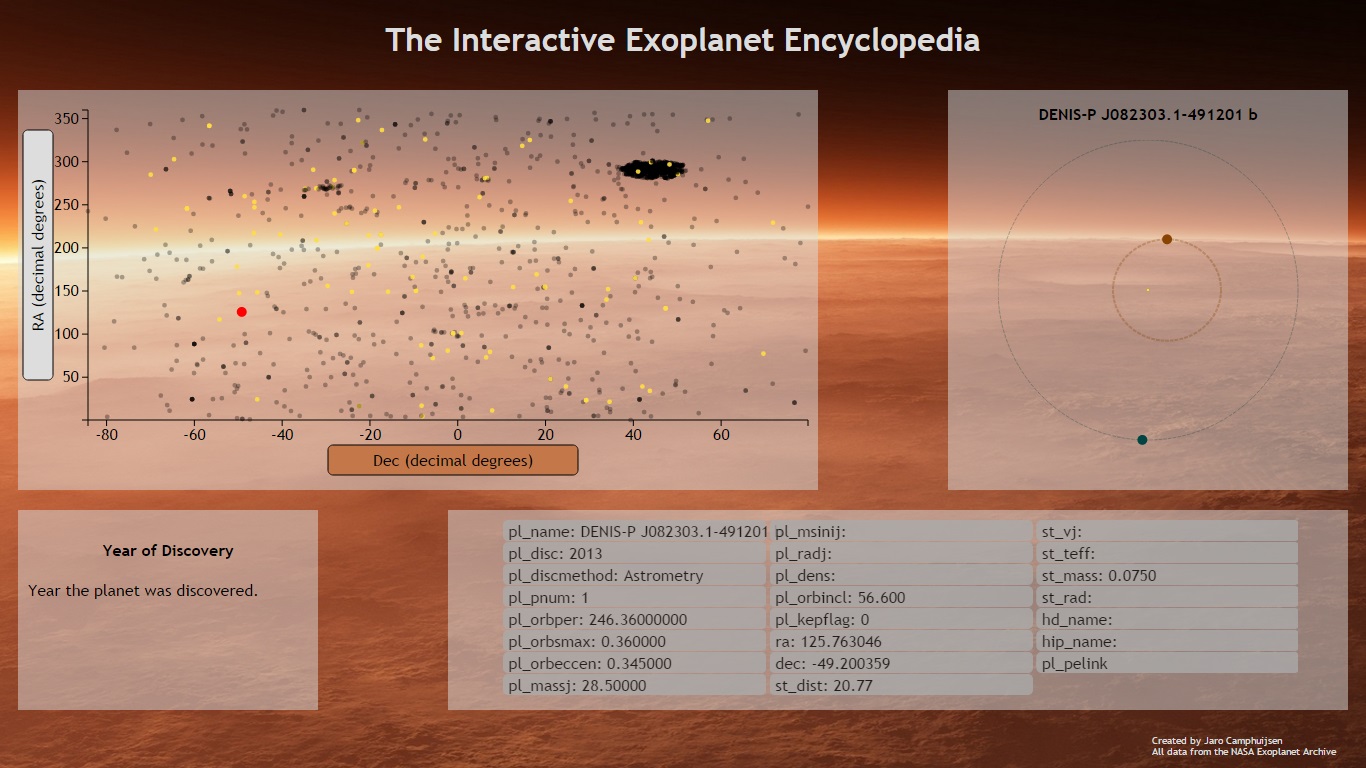 The Interactive Exoplanet Encyclopedia
RA (decimal degrees)
350
300
250
200
150
100
50
-80 -60 -40 -20 0 20 40 60
Dec (decimal degrees)
DENIS-P J082303.1-491201 b
Year of Discovery
Year the planet was discovered.
pl_name: DENIS-P J082303.1-491201
pl_disc: 2013
pl_discmethod: Astrometry
pl_pnum: 1
pl_orbper: 246.36000000
pl_orbsmax: 0.360000
pl_orbeccen: 0.345000
pl_massj: 28.50000
pl_msinij:
pl_radj:
pl_dens:
pl_orbincl: 56.600
pl_kepflag: 0
ra: 125.763046
dec: -49.200359
st_dist: 20.77
st_vj:
st_teff:
st_mass: 0.0750
st_rad:
hd_name:
hip_name:
pl_pelink
Created by Jaro Camphuijsen
All data from the NASA Exoplanet Archive